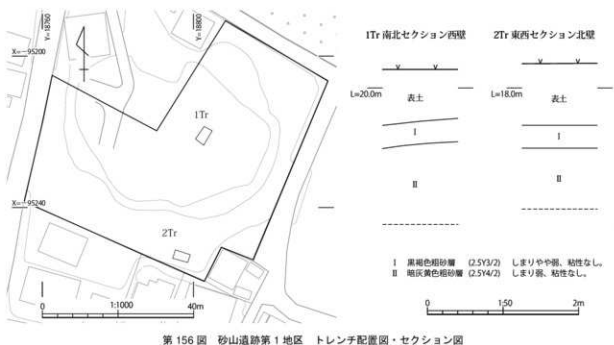 Y=18760
Y=18800
X=-95200
X=-95240
1Tr
2Tr
0 1:1000 40m
1Tr 南北セクション西壁
L=20.0m
表土
I
II
2Tr 東西セクション北壁
L=18.0m
表土
I
II
I 黒褐色粗砂層 (2.5Y3/2) しまりやや弱、粘性なし。
II 暗灰黄色粗砂層 (2.5Y4/2) しまり弱、粘性なし。
0 1:50 2m
第 156 図 砂山遺跡第 1 地区 トレンチ配置図・セクション図